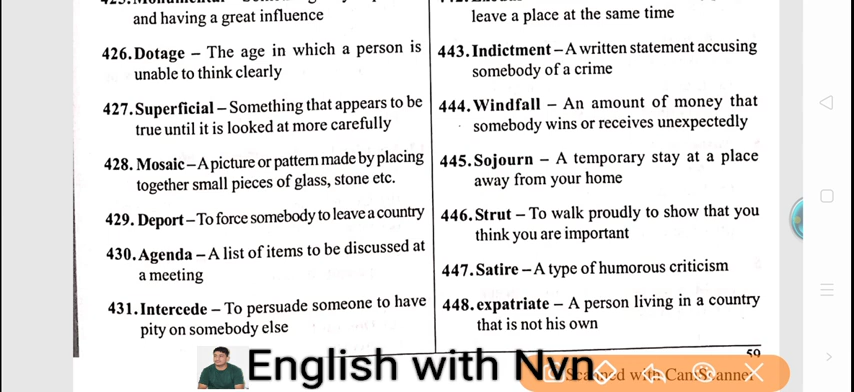 and having a great influence
426. Dotage – The age in which a person is
unable to think clearly
427. Superficial – Something that appears to be
true until it is looked at more carefully
428. Mosaic – A picture or pattern made by placing
together small pieces of glass, stone etc.
429. Deport – To force somebody to leave a country
430. Agenda – A list of items to be discussed at
a meeting
431. Intercede – To persuade someone to have
pity on somebody else
leave a place at the same time
443. Indictment – A written statement accusing
somebody of a crime
444. Windfall – An amount of money that
somebody wins or receives unexpectedly
445. Sojourn – A temporary stay at a place
away from your home
446. Strut – To walk proudly to show that you
think you are important
447. Satire – A type of humorous criticism
448. expatriate – A person living in a country
that is not his own
59
English with Nvn
Scanned with CamScanner